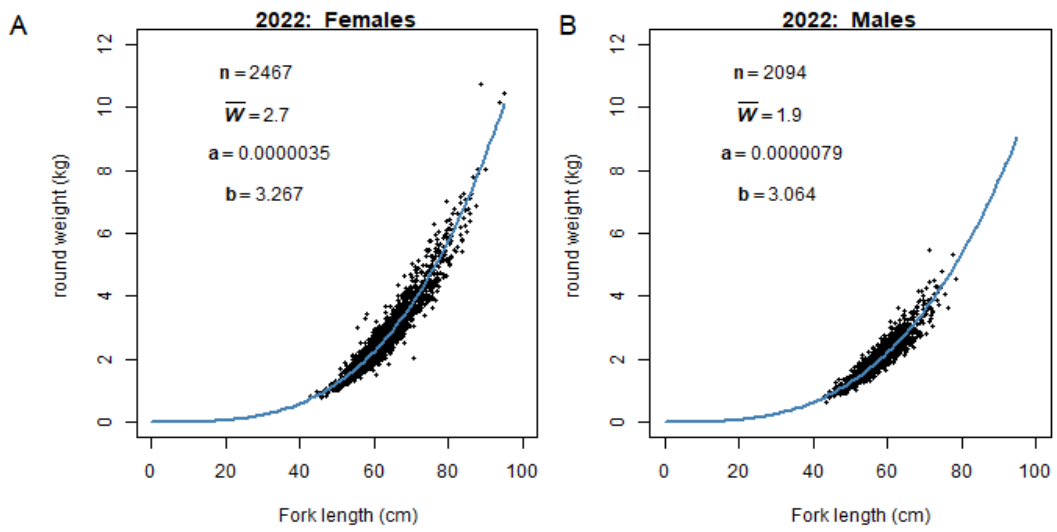 A
2022: Females
n = 2467
W = 2.7
a = 0.0000035
b = 3.267
12
10
8
6
4
2
0
round weight (kg)
0 20 40 60 80 100
Fork length (cm)
B
2022: Males
n = 2094
W = 1.9
a = 0.0000079
b = 3.064
12
10
8
6
4
2
0
round weight (kg)
0 20 40 60 80 100
Fork length (cm)